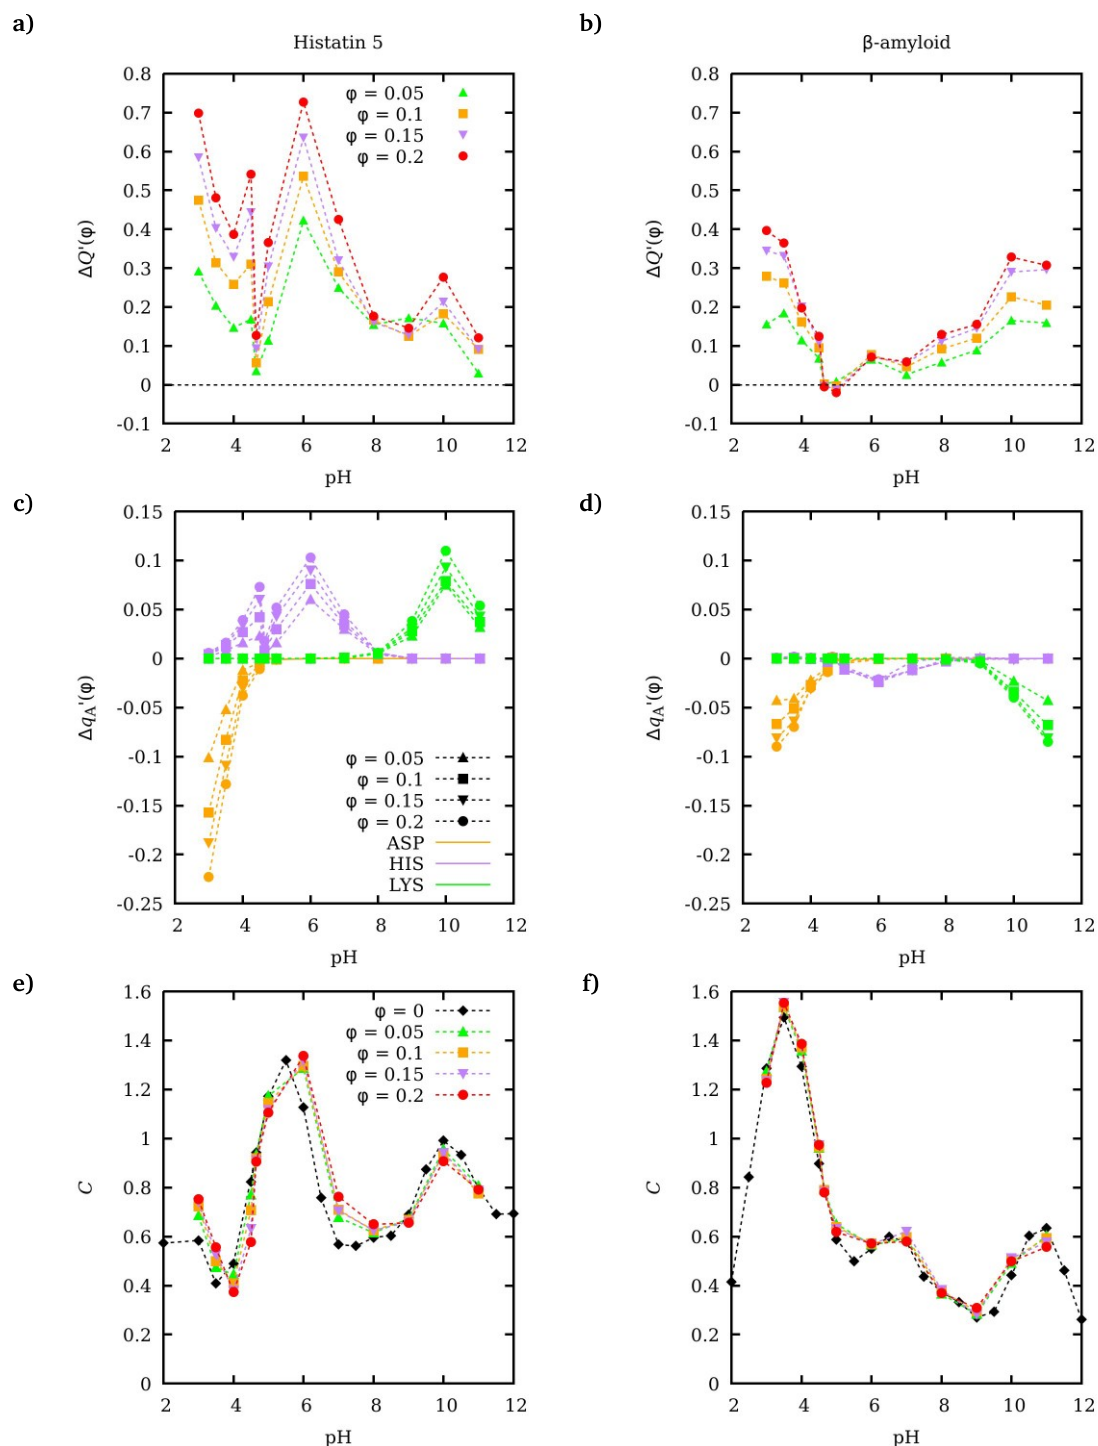 a)
Histatin 5
0.8
0.7
0.6
0.5
0.4
0.3
0.2
0.1
0
-0.1
ΔQ'(φ)
φ = 0.05
φ = 0.1
φ = 0.15
φ = 0.2
2 4 6 8 10 12
pH
b)
β-amyloid
0.8
0.7
0.6
0.5
0.4
0.3
0.2
0.1
0
-0.1
ΔQ'(φ)
2 4 6 8 10 12
pH
c)
0.15
0.1
0.05
0
-0.05
-0.1
-0.15
-0.2
-0.25
ΔqA'(φ)
φ = 0.05
φ = 0.1
φ = 0.15
φ = 0.2
ASP
HIS
LYS
2 4 6 8 10 12
pH
d)
0.15
0.1
0.05
0
-0.05
-0.1
-0.15
-0.2
-0.25
ΔqA'(φ)
2 4 6 8 10 12
pH
e)
1.6
1.4
1.2
1
0.8
0.6
0.4
0.2
0
C
φ = 0
φ = 0.05
φ = 0.1
φ = 0.15
φ = 0.2
2 4 6 8 10 12
pH
f)
1.6
1.4
1.2
1
0.8
0.6
0.4
0.2
0
C
2 4 6 8 10 12
pH